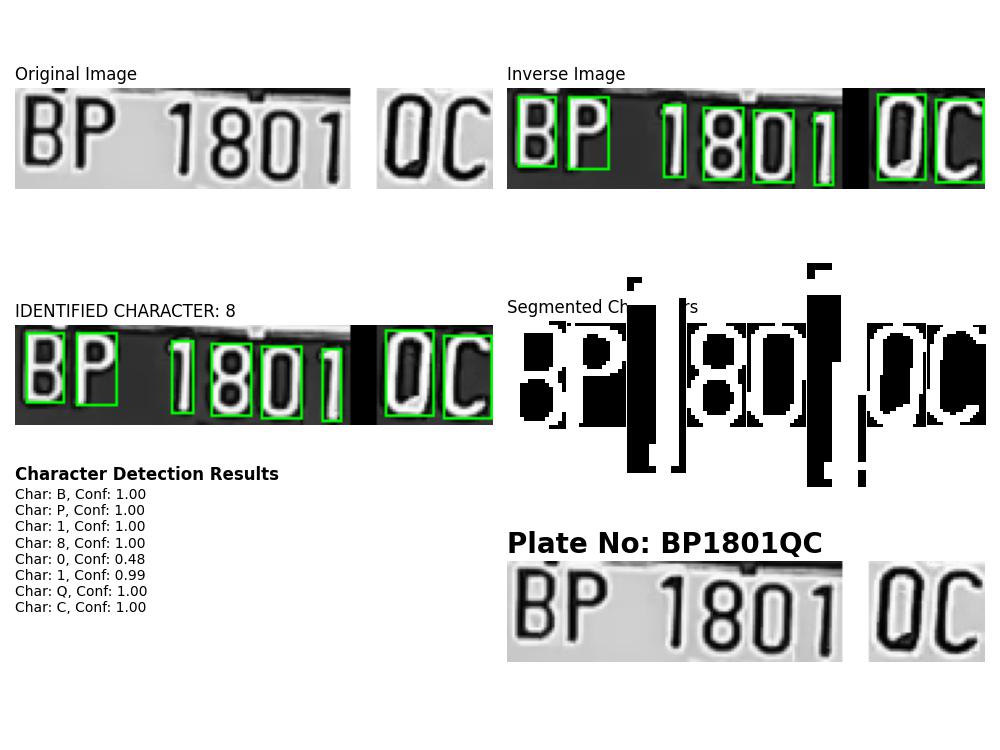 Original Image
BP 1801 QC
Inverse Image
BP 1801 QC
IDENTIFIED CHARACTER: 8
BP 1801 QC
Segmented Ch rs
BP 1801 QC
Character Detection Results
Char: B, Conf: 1.00
Char: P, Conf: 1.00
Char: 1, Conf: 1.00
Char: 8, Conf: 1.00
Char: 0, Conf: 0.48
Char: 1, Conf: 0.99
Char: Q, Conf: 1.00
Char: C, Conf: 1.00
Plate No: BP1801QC
BP 1801 QC